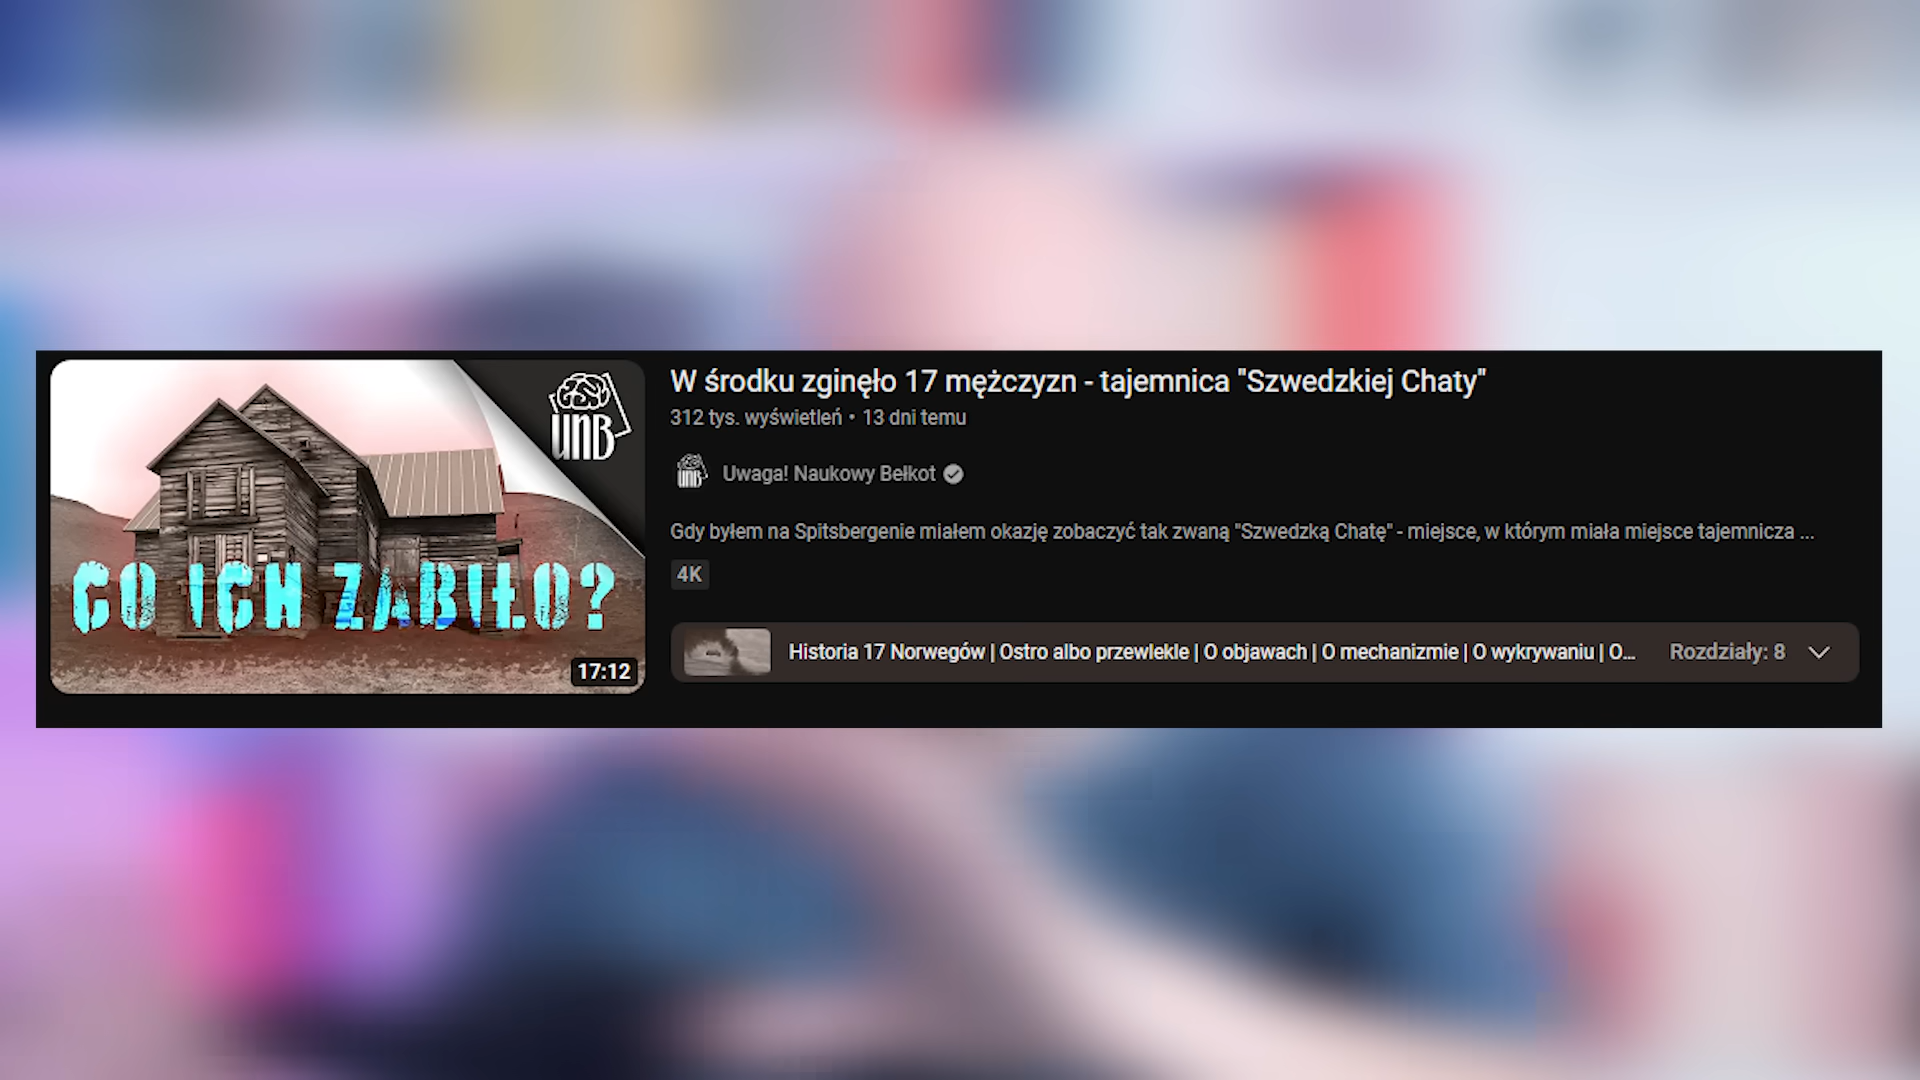 W środku zginęło 17 mężczyzn - tajemnica "Szwedzkiej Chaty"
312 tys. wyświetleń • 13 dni temu
UNB
UNB
Uwaga! Naukowy Bełkot
Gdy byłem na Spitsbergenie miałem okazję zobaczyć tak zwaną "Szwedzką Chatę" - miejsce, w którym miała miejsce tajemnicza ...
4K
CO ICH ZABIŁO?
17:12
Historia 17 Norwegów | Ostro albo przewlekle | O objawach | O mechanizmie | O wykrywaniu | O...
Rozdziały: 8